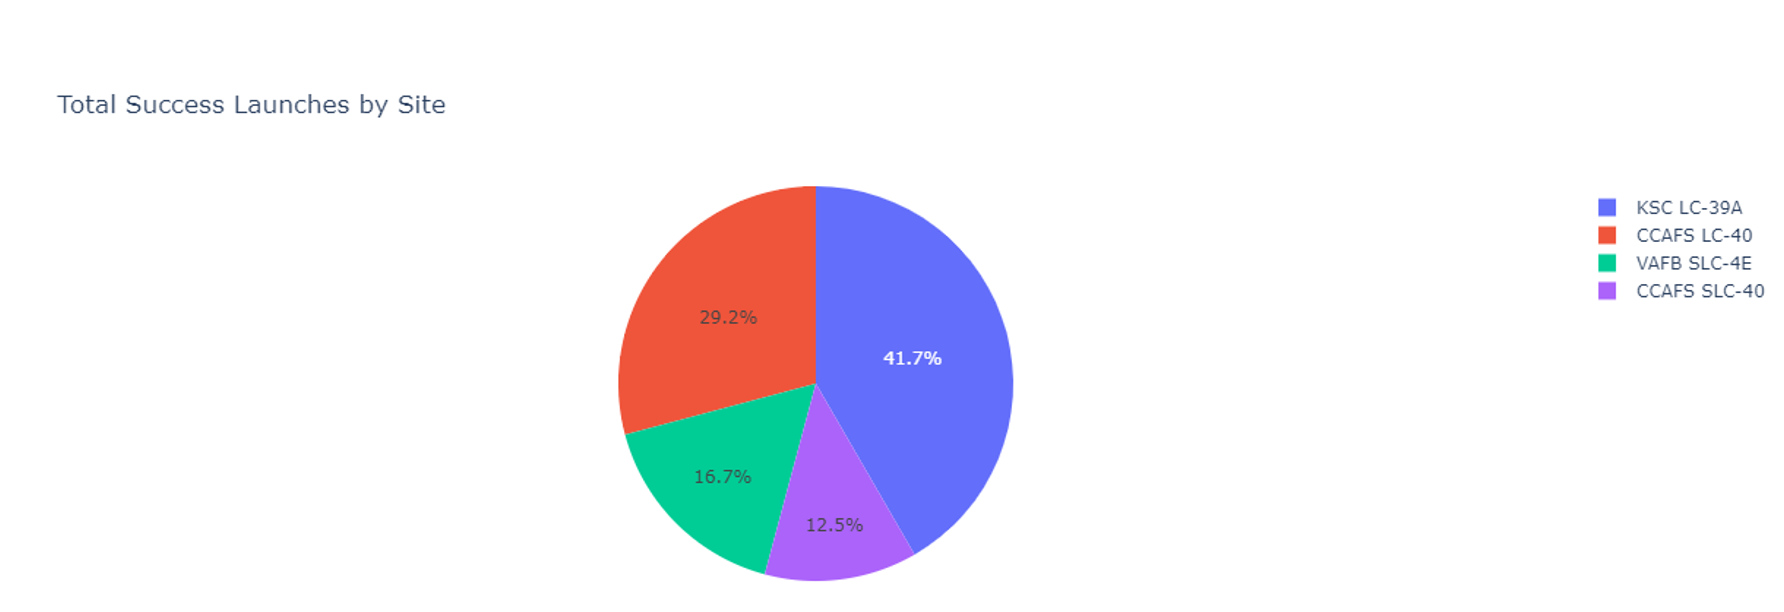 Total Success Launches by Site
KSC LC-39A
CCAFS LC-40
VAFB SLC-4E
CCAFS SLC-40
29.2%
41.7%
16.7%
12.5%